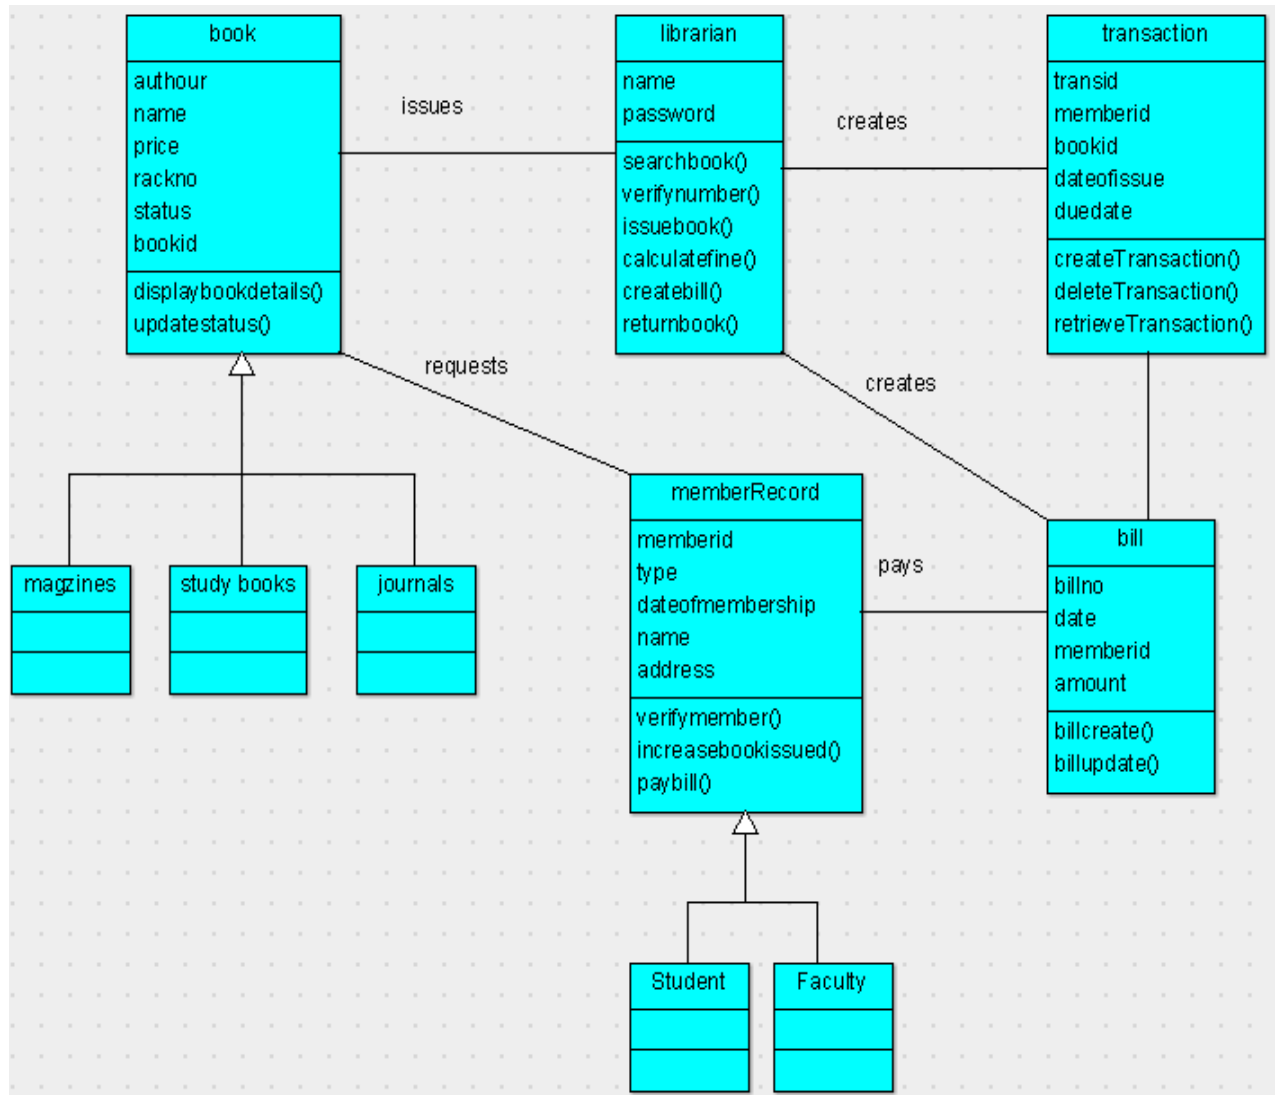 book
authour
name
price
rackno
status
bookid
displaybookdetails()
updatestatus()
issues
librarian
name
password
searchbook()
verifynumber()
issuebook()
calculatefine()
createbill()
returnbook()
creates
transaction
transid
memberid
bookid
dateofissue
duedate
createTransaction()
deleteTransaction()
retrieveTransaction()
requests
creates
magzines
study books
journals
memberRecord
memberid
type
dateofmembership
name
address
verifymember()
increasebookissued()
paybill()
pays
bill
billno
date
memberid
amount
billcreate()
billupdate()
Student
Faculty